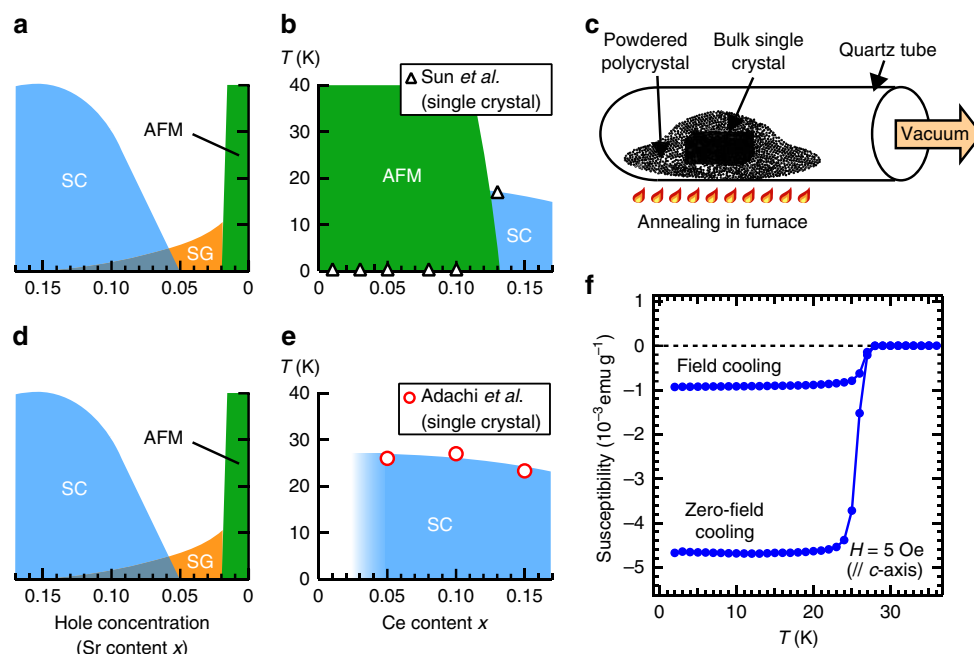 a
SC
AFM
SG
0.15
0.10
0.05
0
b
T (K)
40
30
20
10
0
Sun et al.
(single crystal)
AFM
SC
0
0.05
0.10
0.15
c
Powdered
polycrystal
Bulk single
crystal
Quartz tube
Vacuum
Annealing in furnace
d
SC
AFM
SG
0.15
0.10
0.05
0
Hole concentration
(Sr content x)
e
T (K)
40
30
20
10
0
Adachi et al.
(single crystal)
SC
0
0.05
0.10
0.15
Ce content x
f
Susceptibility (10⁻³ emu g⁻¹)
1
0
−1
−2
−3
−4
−5
Field cooling
Zero-field
cooling
H = 5 Oe
(// c-axis)
0
10
20
30
T (K)